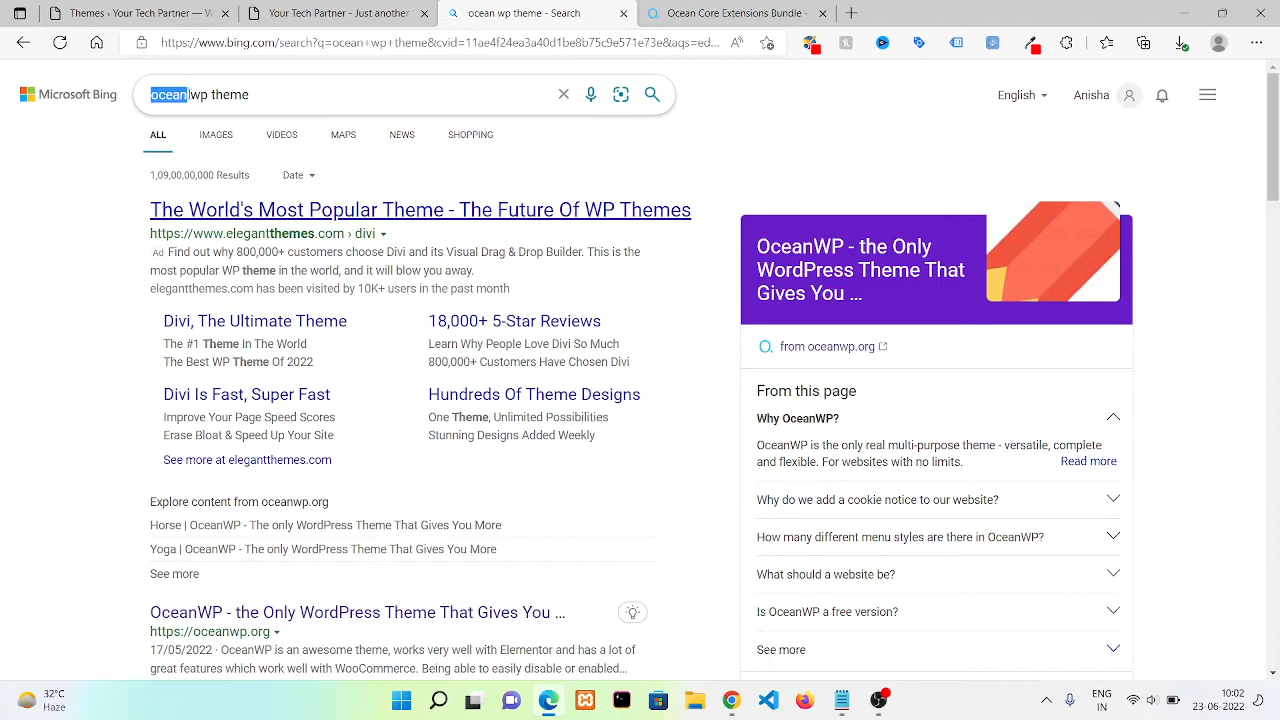 Themes ‹ Your Tech Partner — W
Your Tech Partner - Just another
ocean wp theme - Search
Ocean Core Extensions Bundle -
https://www.bing.com/search?q=ocean+wp+theme&cvid=11ae4f24ea3a40d1be8b75c9e571e73e&aqs=ed...
Microsoft Bing
ocean wp theme
English
Anisha
ALL
IMAGES
VIDEOS
MAPS
NEWS
SHOPPING
1,09,00,00,000 Results
Date
The World's Most Popular Theme - The Future Of WP Themes
https://www.elegantthemes.com › divi
Ad Find out why 800,000+ customers choose Divi and its Visual Drag & Drop Builder. This is the
most popular WP theme in the world, and it will blow you away.
elegantthemes.com has been visited by 10K+ users in the past month
Divi, The Ultimate Theme
The #1 Theme In The World
The Best WP Theme Of 2022
18,000+ 5-Star Reviews
Learn Why People Love Divi So Much
800,000+ Customers Have Chosen Divi
Divi Is Fast, Super Fast
Improve Your Page Speed Scores
Erase Bloat & Speed Up Your Site
Hundreds Of Theme Designs
One Theme, Unlimited Possibilities
Stunning Designs Added Weekly
See more at elegantthemes.com
Explore content from oceanwp.org
Horse | OceanWP - The only WordPress Theme That Gives You More
Yoga | OceanWP - The only WordPress Theme That Gives You More
See more
OceanWP - the Only WordPress Theme That Gives You ...
https://oceanwp.org
17/05/2022 · OceanWP is an awesome theme, works very well with Elementor and has a lot of
great features which work well with WooCommerce. Being able to easily disable or enabled...
OceanWP - the Only
WordPress Theme That
Gives You ...
O. from oceanwp.org
From this page
Why OceanWP?
OceanWP is the only real multi-purpose theme - versatile, complete
and flexible. For websites with no limits.
Read more
Why do we add a cookie notice to our website?
How many different menu styles are there in OceanWP?
What should a website be?
Is OceanWP a free version?
See more
32°C
Haze
ENG
IN
10:02
23-06-2022